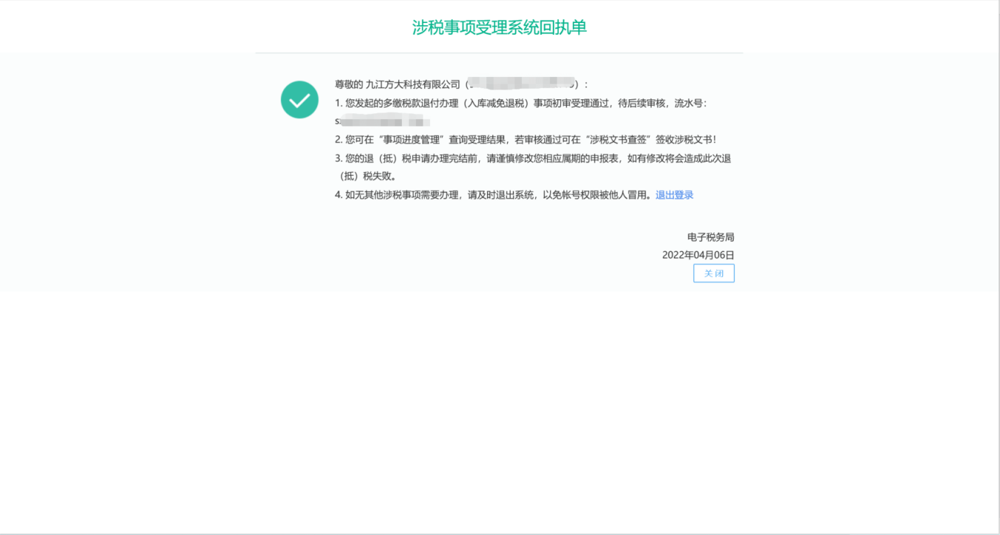 涉税事项受理系统回执单
尊敬的 九江方大科技有限公司（）：
1. 您发起的多缴税款退付办理（入库减免退税）事项初审受理通过，待后续审核，流水号：
2. 您可在“事项进度管理”查询受理结果，若审核通过可在“涉税文书查签”签收涉税文书！
3. 您的退（抵）税申请办理完结前，请谨慎修改您相应属期的申报表，如有修改将会造成此次退
（抵）税失败。
4. 如无其他涉税事项需要办理，请及时退出系统，以免帐号权限被他人冒用。退出登录
电子税务局
2022年04月06日
关 闭